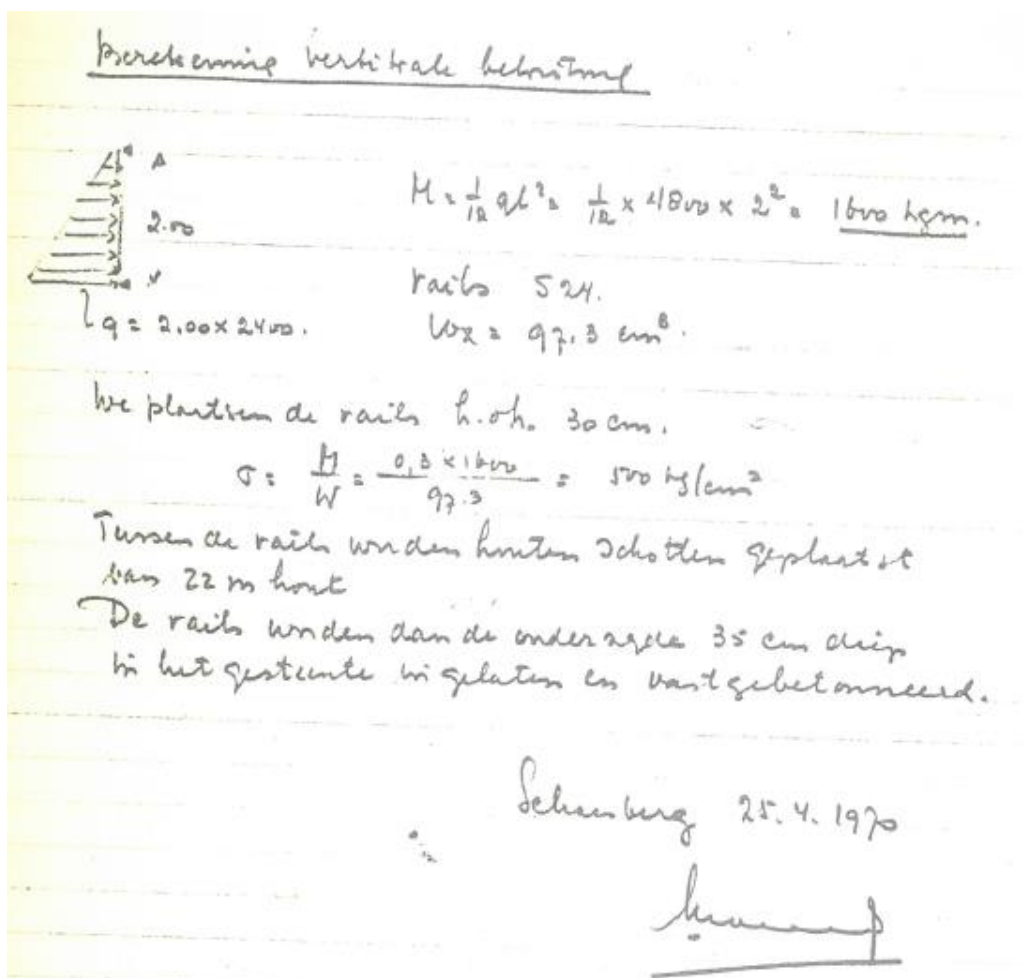 Berekening vertikale belasting
2.00
M = 1/12 ql² = 1/12 x 4800 x 2² = 1600 kgm.
q = 2.00 x 2400.
rails S24.
Wx = 97.3 cm³.
We plaatsen de rails h.o.h. 30 cm.
σ = M/W = 0,3 x 1600 / 97.3 = 500 kg/cm²
Tussen de rails worden houten schotten geplaatst
van 22 m hout
De rails worden aan de onderzijde 35 cm diep
in het gesteente ingelaten en vastgebetonneerd.
Schaesberg 25.4.1970